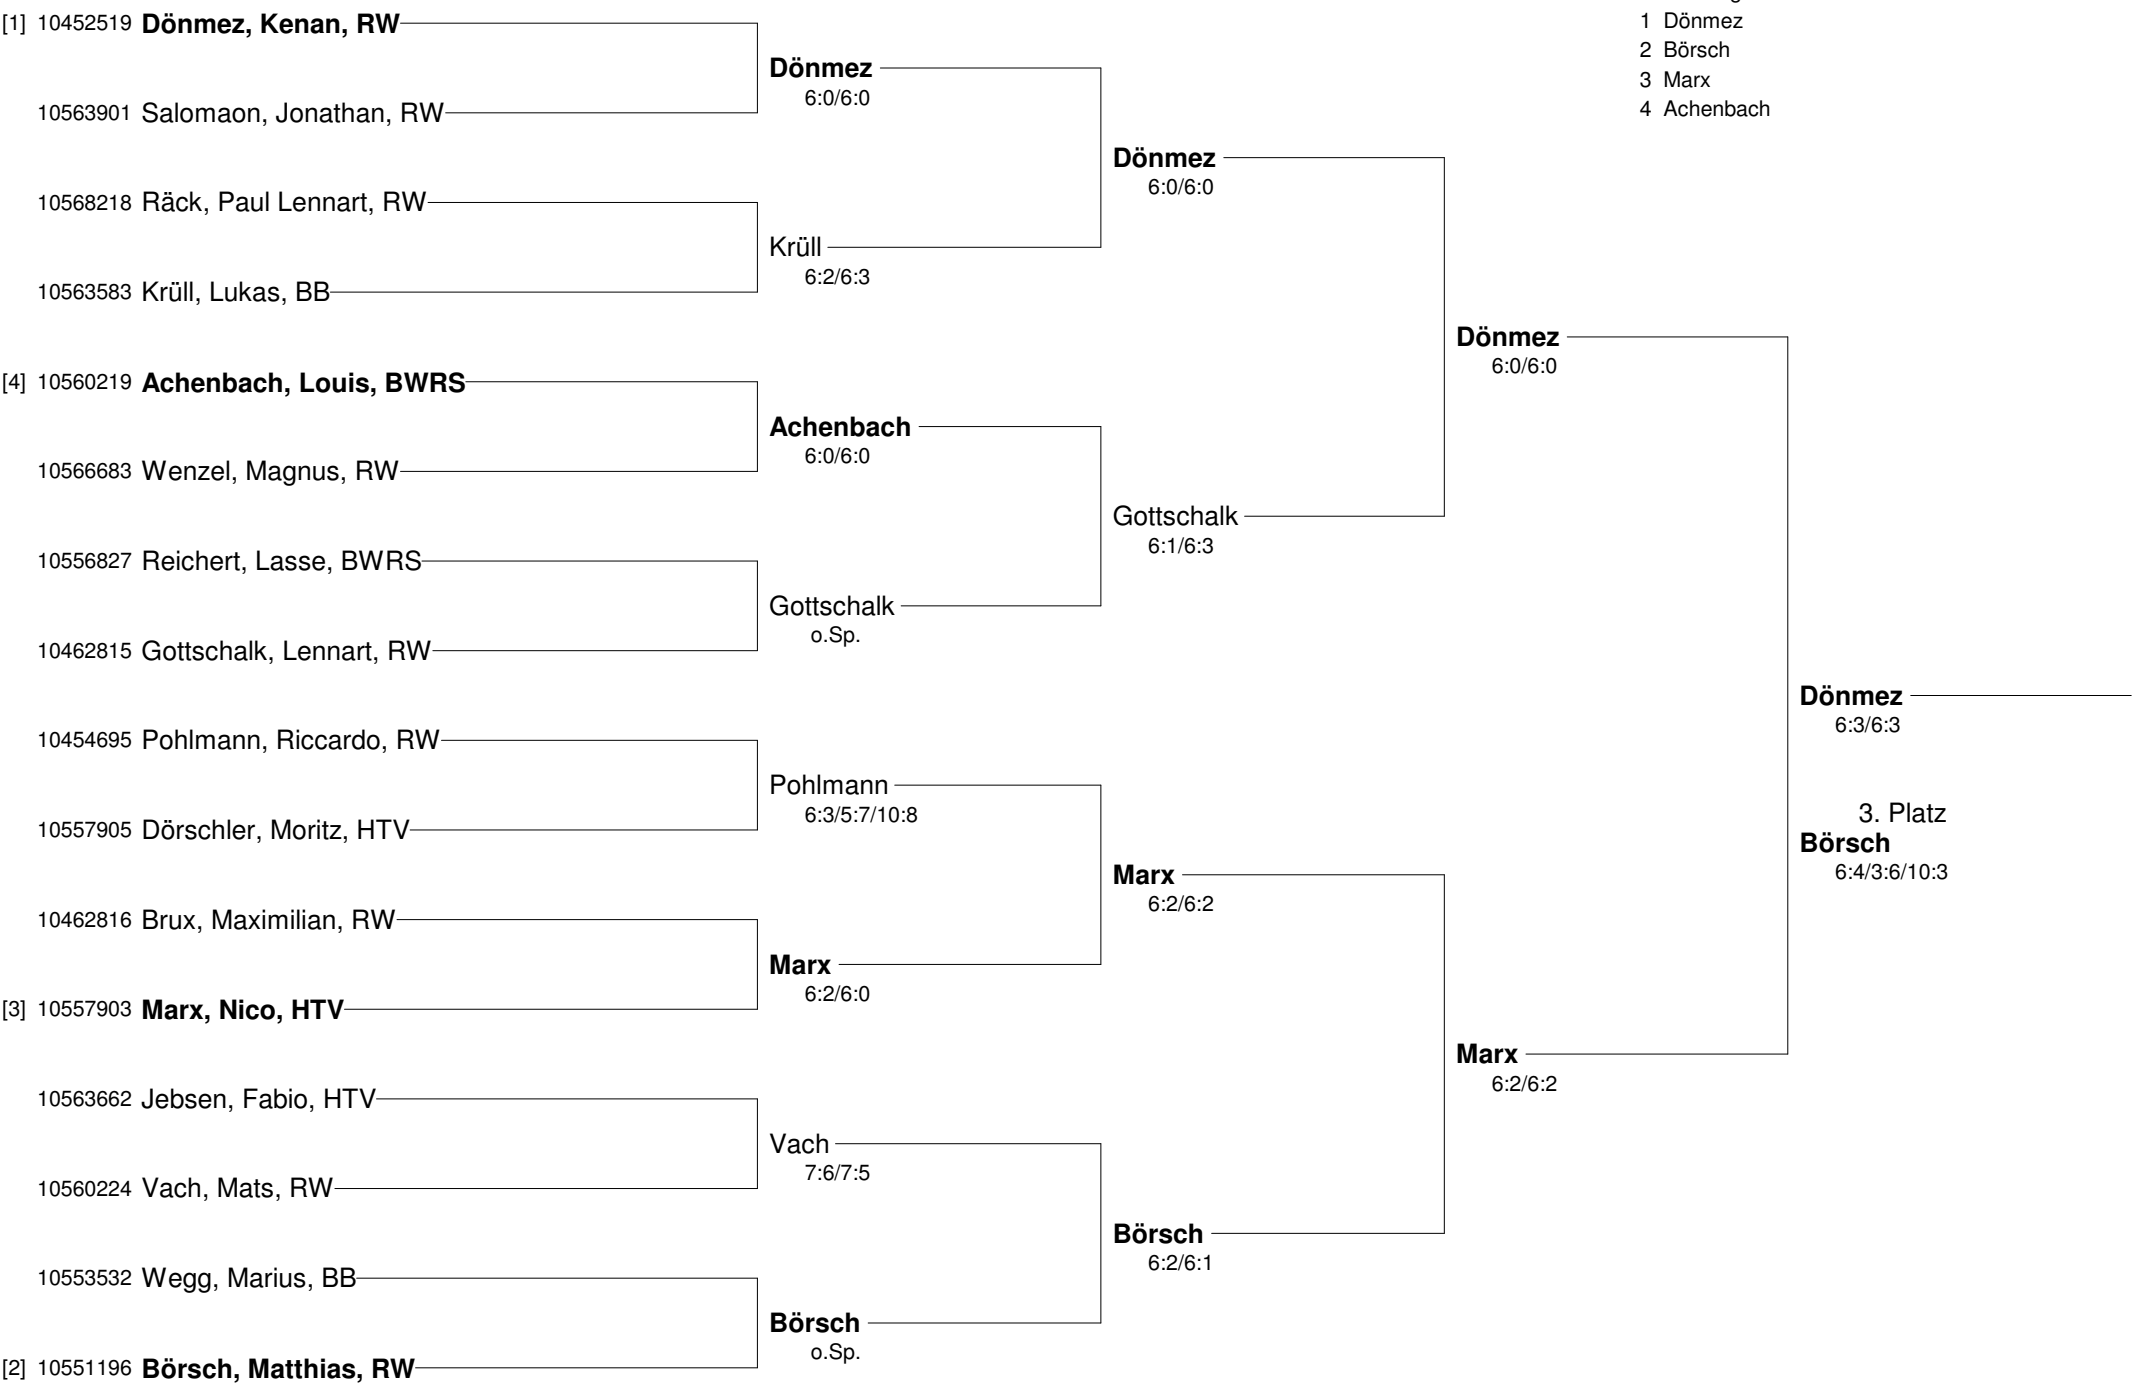 [1] 10452519 Dönmez, Kenan, RW
10563901 Salomaon, Jonathan, RW
10568218 Räck, Paul Lennart, RW
10563583 Krüll, Lukas, BB
[4] 10560219 Achenbach, Louis, BWRS
10566683 Wenzel, Magnus, RW
10556827 Reichert, Lasse, BWRS
10462815 Gottschalk, Lennart, RW
10454695 Pohlmann, Riccardo, RW
10557905 Dörschler, Moritz, HTV
10462816 Brux, Maximilian, RW
[3] 10557903 Marx, Nico, HTV
10563662 Jebsen, Fabio, HTV
10560224 Vach, Mats, RW
10553532 Wegg, Marius, BB
[2] 10551196 Börsch, Matthias, RW
Dönmez
6:0/6:0
Krüll
6:2/6:3
Achenbach
6:0/6:0
Gottschalk
o.Sp.
Pohlmann
6:3/5:7/10:8
Marx
6:2/6:0
Vach
7:6/7:5
Börsch
o.Sp.
Dönmez
6:0/6:0
Gottschalk
6:1/6:3
Marx
6:2/6:2
Börsch
6:2/6:1
Dönmez
6:0/6:0
Marx
6:2/6:2
Dönmez
6:3/6:3
3. Platz
Börsch
6:4/3:6/10:3
1 Dönmez
2 Börsch
3 Marx
4 Achenbach